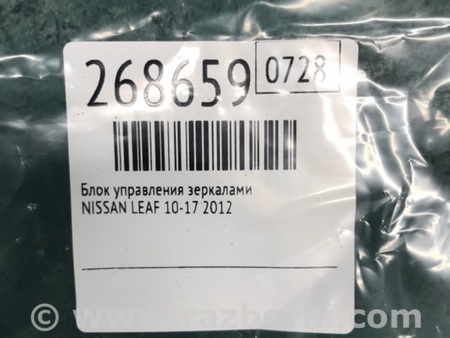 268659 0728
Блок управления зеркалами
NISSAN LEAF 10-17 2012